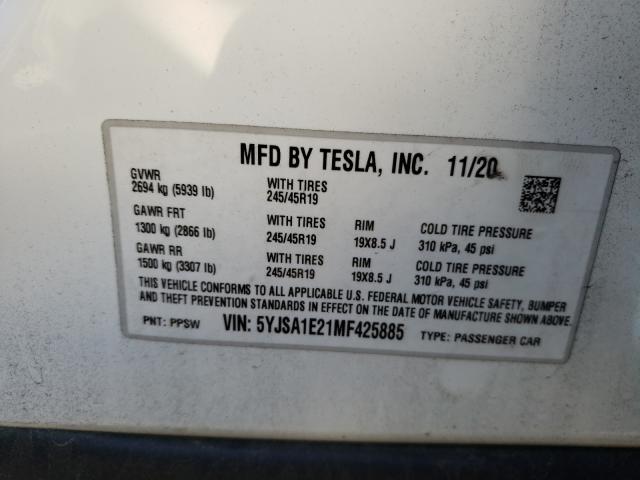 MFD BY TESLA, INC. 11/20
GVWR
2694 kg (5939 lb)
WITH TIRES
245/45R19
GAWR FRT
1300 kg (2866 lb)
WITH TIRES
245/45R19
RIM
19X8.5 J
COLD TIRE PRESSURE
310 kPa, 45 psi
GAWR RR
1500 kg (3307 lb)
WITH TIRES
245/45R19
RIM
19X8.5 J
COLD TIRE PRESSURE
310 kPa, 45 psi
THIS VEHICLE CONFORMS TO ALL APPLICABLE U.S. FEDERAL MOTOR VEHICLE SAFETY, BUMPER
AND THEFT PREVENTION STANDARDS IN EFFECT ON THE DATE OF MANUFACTURE SHOWN ABOVE.
PNT: PPSW VIN: 5YJSA1E21MF425885 TYPE: PASSENGER CAR